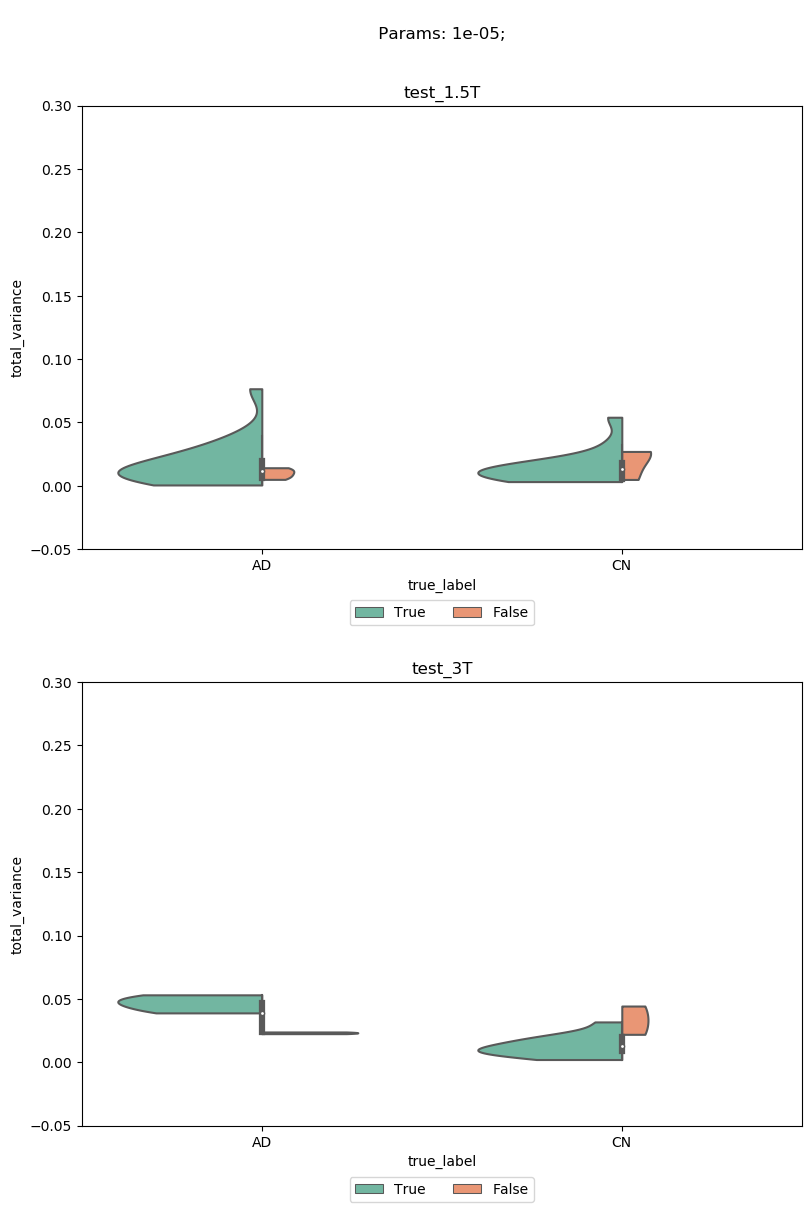 Params: 1e-05;
test_1.5T
0.30
0.25
0.20
0.15
0.10
0.05
0.00
−0.05
total_variance
AD CN
true_label
True False
test_3T
0.30
0.25
0.20
0.15
0.10
0.05
0.00
−0.05
total_variance
AD CN
true_label
True False